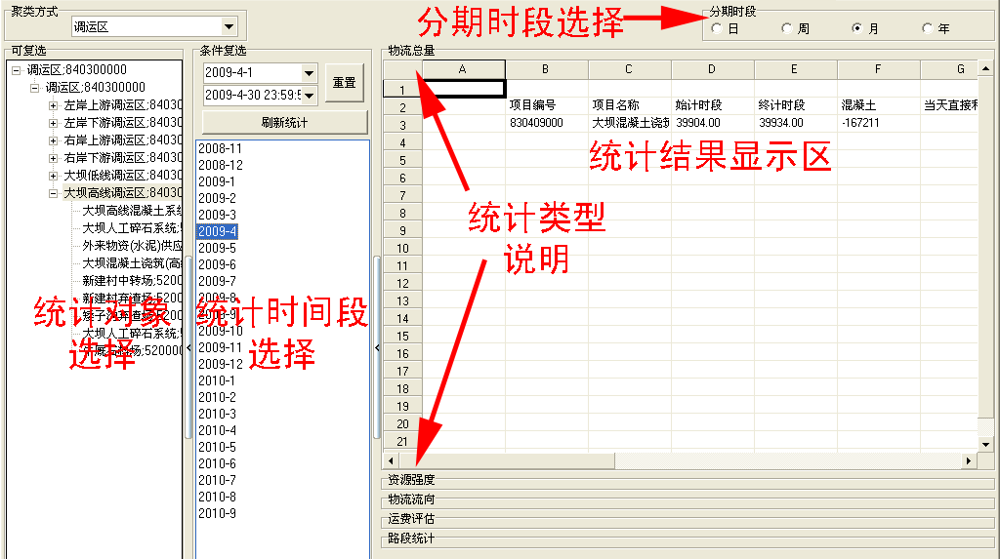 聚类方式
调运区
分期时段选择
分期时段
日
周
月
年
可复选
调运区;840300000
调运区;840300000
左岸上游调运区;84030
左岸下游调运区;84030
右岸上游调运区;84030
右岸下游调运区;84030
大坝低线调运区;84030
大坝高线调运区;84030
大坝高线混凝土系统
大坝人工碎石系统;5
外来物资(水泥)供应
大坝混凝土浇筑(高线
新建村中转场;5200
新建村弃渣场;5200
大坝人工碎石系统;5
统计对象
选择
条件复选
2009-4-1
2009-4-30 23:59:5
重置
刷新统计
2008-11
2008-12
2009-1
2009-2
2009-3
2009-4
2009-5
2009-6
2009-7
2009-8
2009-9
2009-10
2009-11
2009-12
2010-1
2010-2
2010-3
2010-4
2010-5
2010-6
2010-7
2010-8
2010-9
统计时间段
选择
物流总量
A B C D E F G
1
2 项目编号 项目名称 始计时段 终计时段 混凝土 当天直接利
3 830409000 大坝混凝土浇筑 39904.00 39934.00 -167211
4
5
6
7
8
9
10
11
12
13
14
15
16
17
18
19
20
21
统计结果显示区
统计类型
说明
资源强度
物流流向
运费评估
路段统计